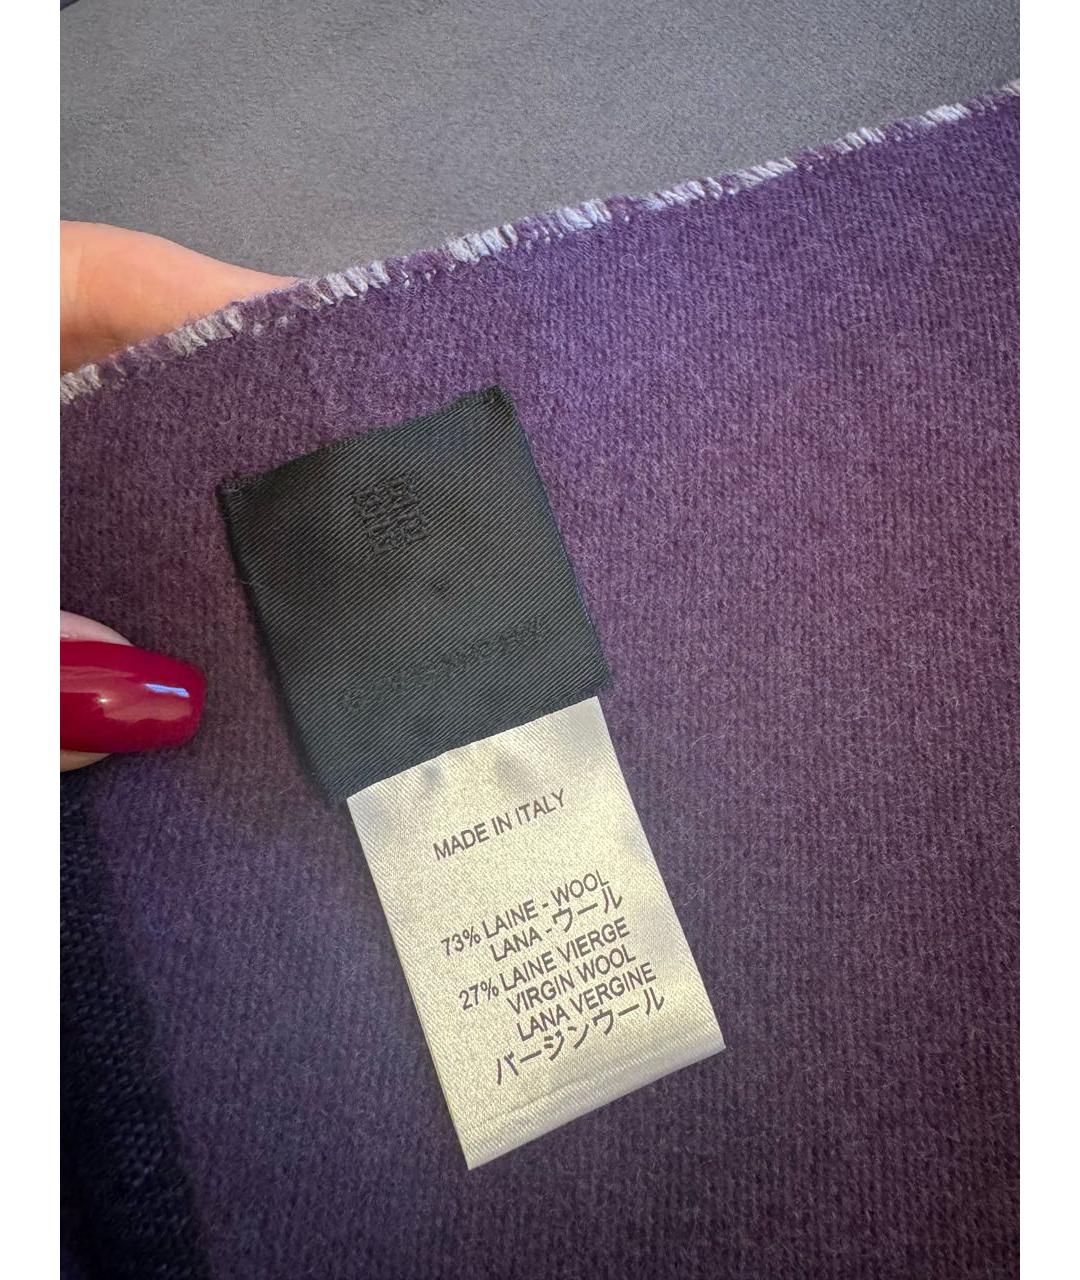 MADE IN ITALY
73% LAINE - WOOL
LANA - ウール
27% LAINE VIERGE
VIRGIN WOOL
LANA VERGINE
バージンウール